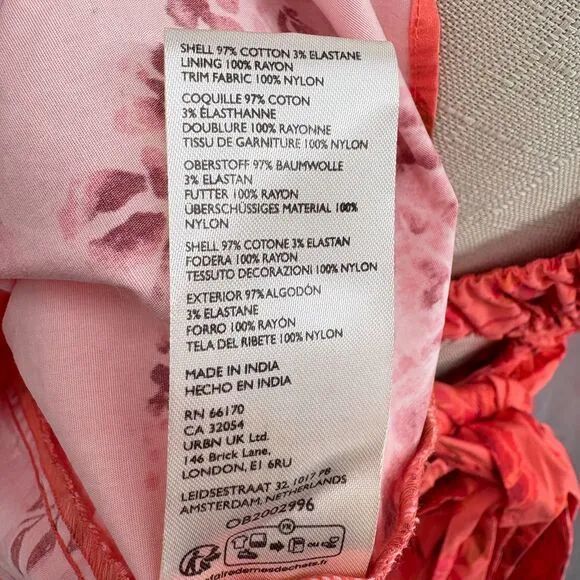 SHELL 97% COTTON 3% ELASTANE
LINING 100% RAYON
TRIM FABRIC 100% NYLON
COQUILLE 97% COTON
3% ÉLASTHANNE
DOUBLURE 100% RAYONNE
TISSU DE GARNITURE 100% NYLON
OBERSTOFF 97% BAUMWOLLE
3% ELASTAN
FUTTER 100% RAYON
ÜBERSCHÜSSIGES MATERIAL 100%
NYLON
SHELL 97% COTONE 3% ELASTAN
FODERA 100% RAYON
TESSUTO DECORAZIONI 100% NYLON
EXTERIOR 97% ALGODÓN
3% ELASTANE
FORRO 100% RAYÓN
TELA DEL RIBETE 100% NYLON
MADE IN INDIA
HECHO EN INDIA
RN 66170
CA 32054
URBN UK Ltd.
146 Brick Lane,
LONDON, E1 6RU
LEIDSESTRAAT 32, 1017 PB
AMSTERDAM, NETHERLANDS
OB2002996
FR
OU
fairedemesdechets.fr